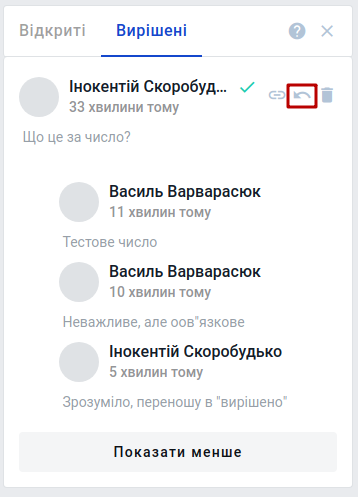 Відкриті Вирішені
Інокентій Скоробуд...
33 хвилини тому
Що це за число?
Василь Варварасюк
11 хвилин тому
Тестове число
Василь Варварасюк
10 хвилин тому
Неважливе, але оов"язкове
Інокентій Скоробудько
5 хвилин тому
Зрозуміло, переношу в "вирішено"
Показати менше